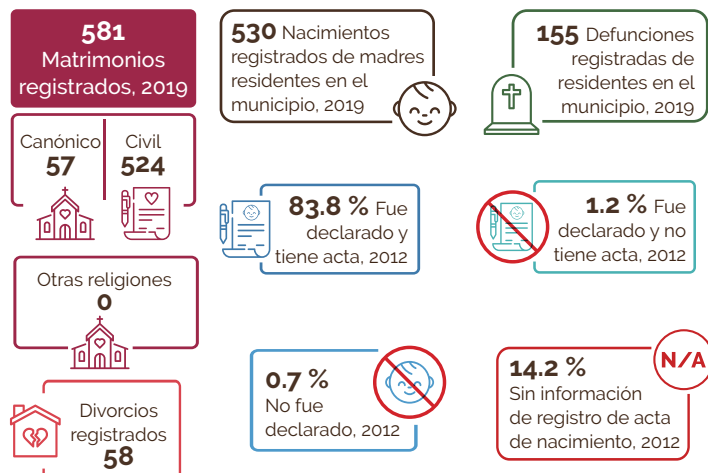 581
Matrimonios
registrados, 2019
Canónico
57
Civil
524
Otras religiones
0
Divorcios
registrados
58
530 Nacimientos
registrados de madres
residentes en el
municipio, 2019
155 Defunciones
registradas de
residentes en el
municipio, 2019
83.8 % Fue
declarado y
tiene acta, 2012
1.2 % Fue
declarado y no
tiene acta, 2012
0.7 %
No fue
declarado, 2012
N/A
14.2 %
Sin información
de registro de acta
de nacimiento, 2012